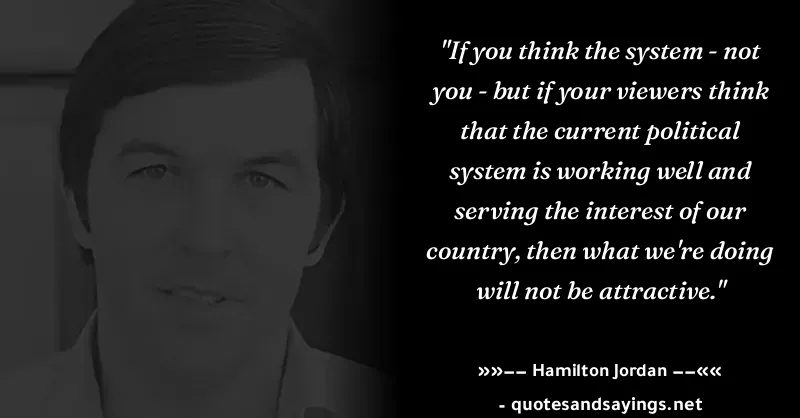 "If you think the system - not
you - but if your viewers think
that the current political
system is working well and
serving the interest of our
country, then what we're doing
will not be attractive."
»»−− Hamilton Jordan −−««
- quotesandsayings.net